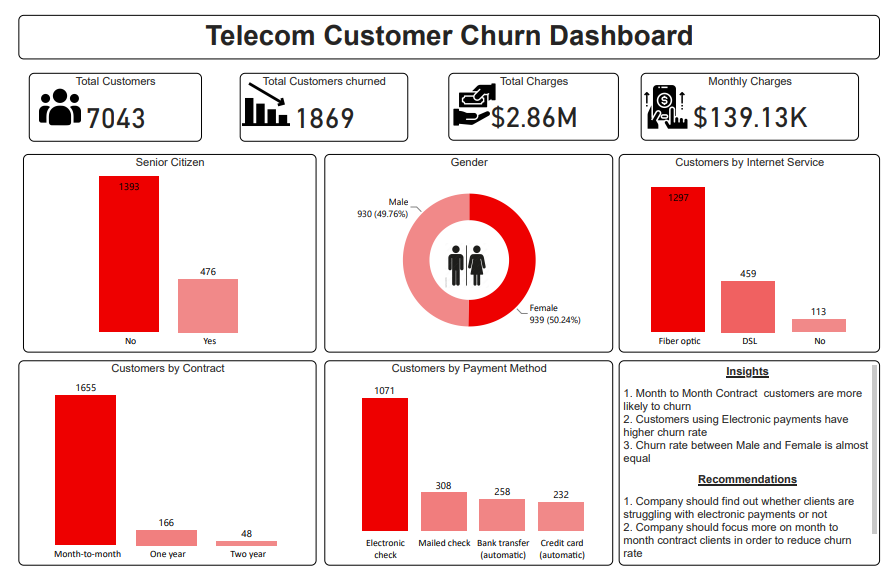 Telecom Customer Churn Dashboard
Total Customers
7043
Total Customers churned
1869
Total Charges
$2.86M
Monthly Charges
$139.13K
Senior Citizen
1393
476
No
Yes
Gender
Male
930 (49.76%)
Female
939 (50.24%)
Customers by Internet Service
1297
459
113
Fiber optic
DSL
No
Customers by Contract
1655
166
48
Month-to-month
One year
Two year
Customers by Payment Method
1071
308
258
232
Electronic
check
Mailed check
Bank transfer
(automatic)
Credit card
(automatic)
Insights
1. Month to Month Contract customers are more
likely to churn
2. Customers using Electronic payments have
higher churn rate
3. Churn rate between Male and Female is almost
equal
Recommendations
1. Company should find out whether clients are
struggling with electronic payments or not
2. Company should focus more on month to
month contract clients in order to reduce churn
rate